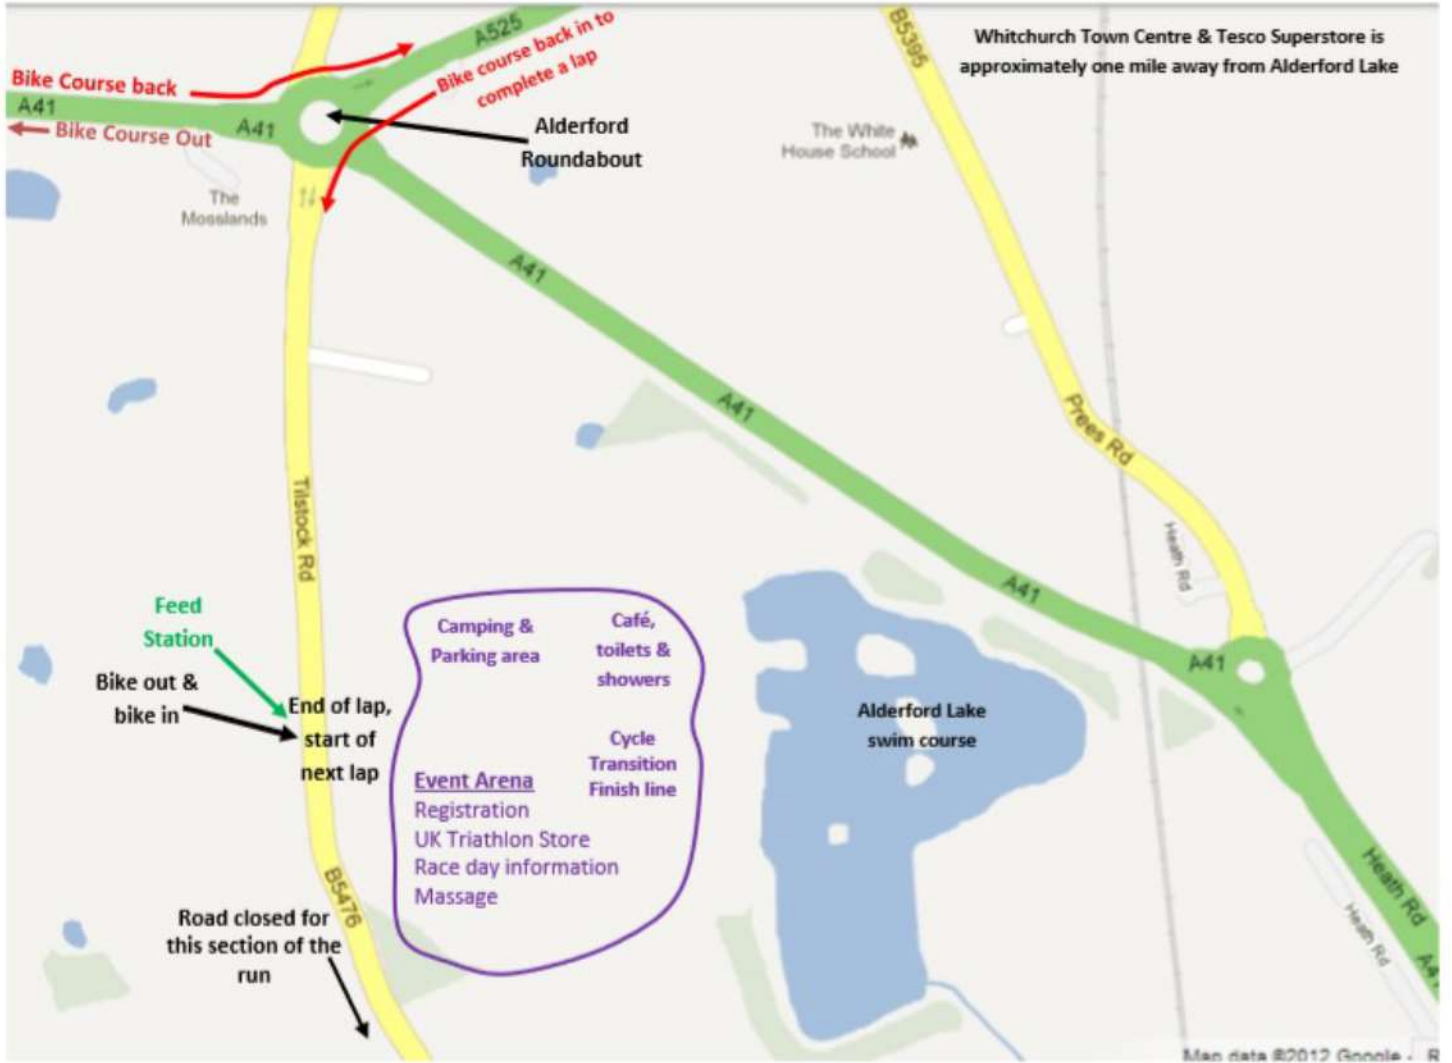 A525
Bike course back in to
complete a lap
B5395
Whitchurch Town Centre & Tesco Superstore is
approximately one mile away from Alderford Lake
Bike Course back
A41
Bike Course Out
A41
Alderford
Roundabout
The White
House School
The
Mosslands
A41
A41
Prees Rd
Tilstock Rd
Heath Rd
A41
A41
Feed
Station
Bike out &
bike in
End of lap,
start of
next lap
Camping &
Parking area
Café,
toilets &
showers
Cycle
Transition
Finish line
Event Arena
Registration
UK Triathlon Store
Race day information
Massage
Alderford Lake
swim course
B5476
Road closed for
this section of the
run
Heath Rd
Heath Rd
Map data ©2012 Google -